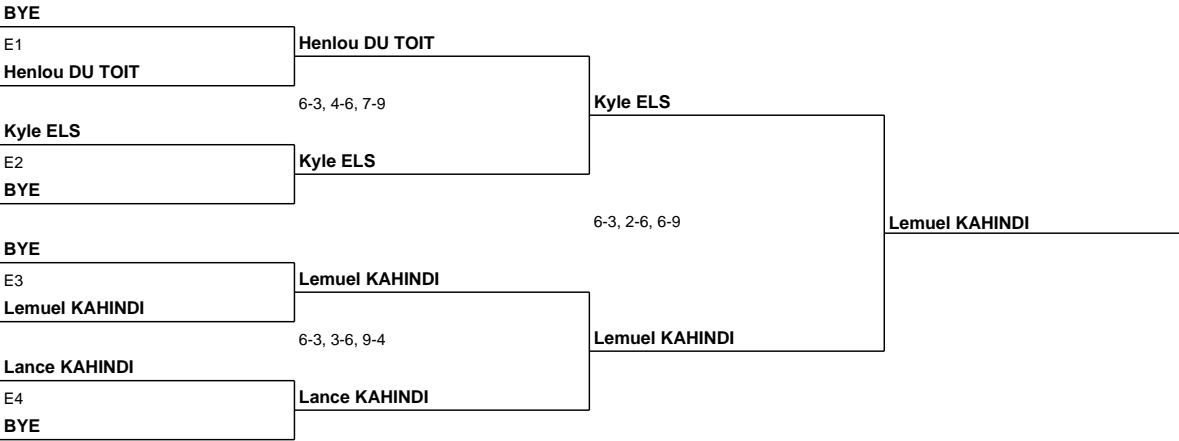 BYE
E1
Henlou DU TOIT
Henlou DU TOIT
6-3, 4-6, 7-9
Kyle ELS
Kyle ELS
E2
Kyle ELS
BYE
6-3, 2-6, 6-9
Lemuel KAHINDI
BYE
E3
Lemuel KAHINDI
Lemuel KAHINDI
6-3, 3-6, 9-4
Lemuel KAHINDI
Lance KAHINDI
E4
Lance KAHINDI
BYE